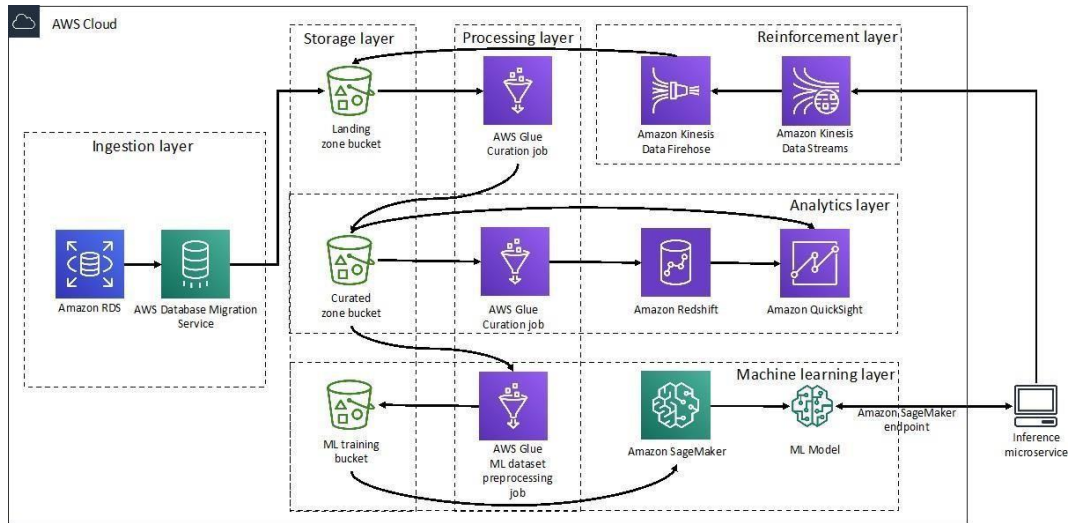 AWS Cloud
Storage layer
Processing layer
Reinforcement layer
Landing
zone bucket
AWS Glue
Curation job
Amazon Kinesis
Data Firehose
Amazon Kinesis
Data Streams
Ingestion layer
Amazon RDS
AWS Database Migration
Service
Analytics layer
Curated
zone bucket
AWS Glue
Curation job
Amazon Redshift
Amazon QuickSight
Machine learning layer
ML training
bucket
AWS Glue
ML dataset
preprocessing
job
Amazon SageMaker
ML Model
Amazon SageMaker
endpoint
Inference
microservice